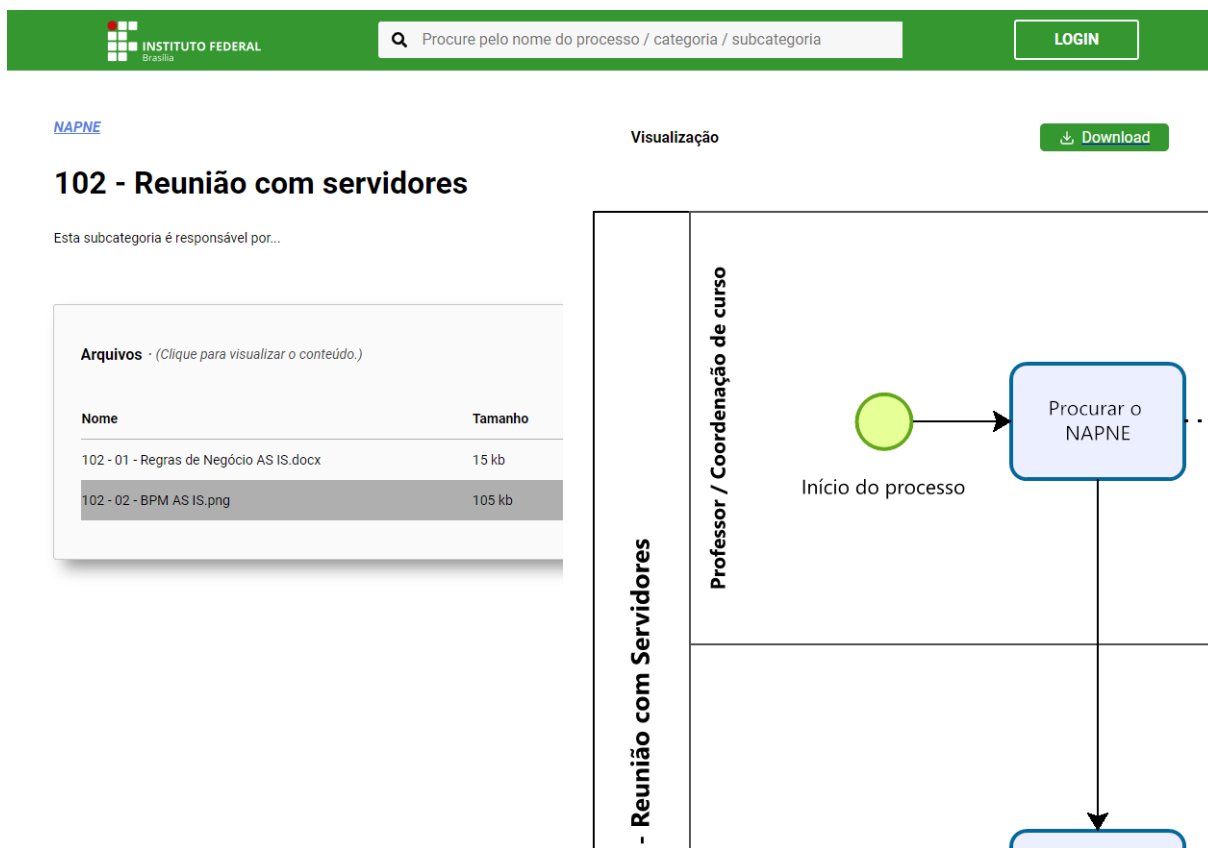 INSTITUTO FEDERAL
Brasília
Procure pelo nome do processo / categoria / subcategoria
LOGIN
NAPNE
102 - Reunião com servidores
Esta subcategoria é responsável por...
Arquivos · (Clique para visualizar o conteúdo.)
Nome Tamanho
102 - 01 - Regras de Negócio AS IS.docx 15 kb
102 - 02 - BPM AS IS.png 105 kb
Visualização
Download
- Reunião com Servidores
Professor / Coordenação de curso
Início do processo
Procurar o
NAPNE